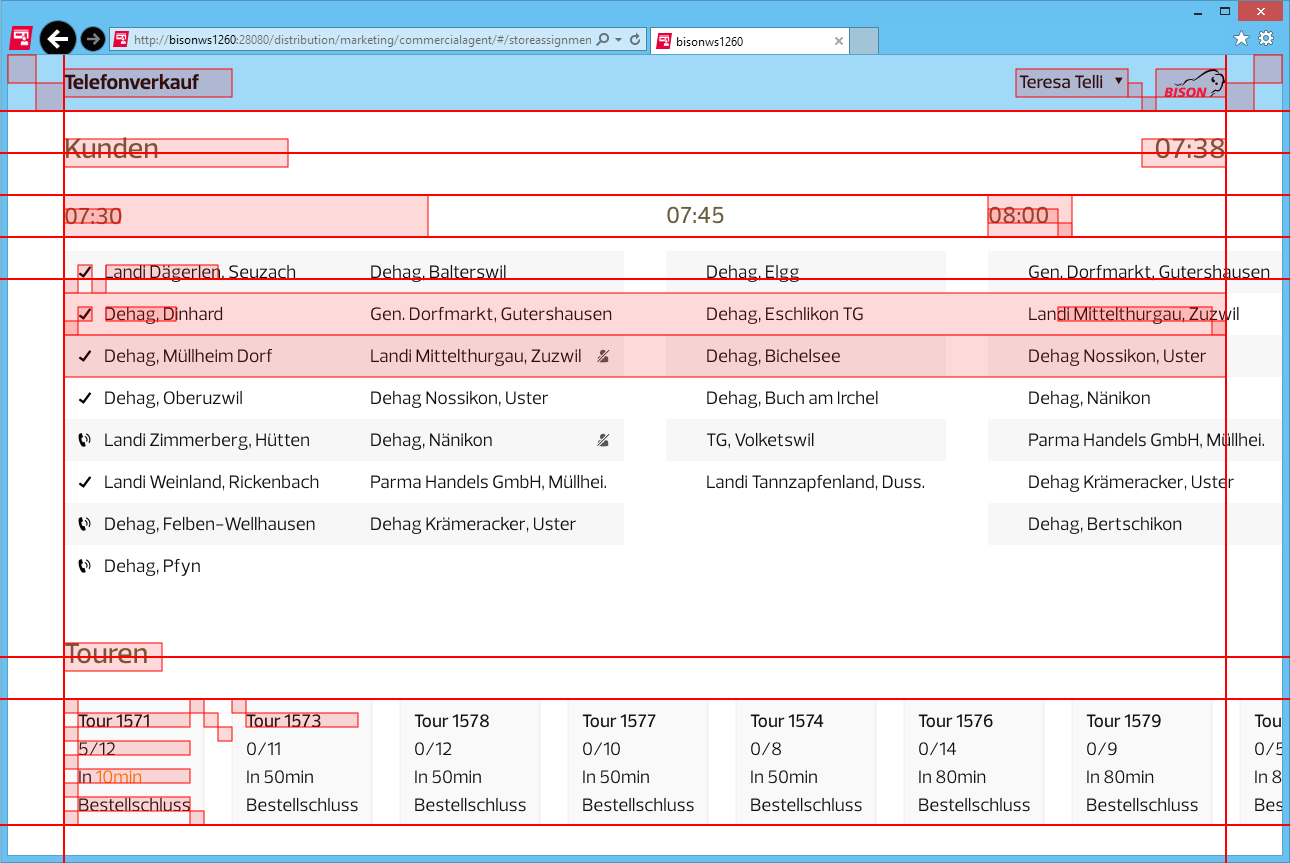 http://bisonws1260:28080/distribution/marketing/commercialagent/#/storeassignmen
bisonws1260
Telefonverkauf
Teresa Telli
BISON
Kunden
07:38
07:30
07:45
08:00
Landi Dägerlen, Seuzach Dehag, Balterswil Dehag, Elgg Gen. Dorfmarkt, Gutershausen
Dehag, Dinhard Gen. Dorfmarkt, Gutershausen Dehag, Eschlikon TG Landi Mittelthurgau, Zuzwil
Dehag, Müllheim Dorf Landi Mittelthurgau, Zuzwil Dehag, Bichelsee Dehag Nossikon, Uster
Dehag, Oberuzwil Dehag Nossikon, Uster Dehag, Buch am Irchel Dehag, Nänikon
Landi Zimmerberg, Hütten Dehag, Nänikon TG, Volketswil Parma Handels GmbH, Müllhei.
Landi Weinland, Rickenbach Parma Handels GmbH, Müllhei. Landi Tannzapfenland, Duss. Dehag Krämeracker, Uster
Dehag, Felben-Wellhausen Dehag Krämeracker, Uster Dehag, Bertschikon
Dehag, Pfyn
Touren
Tour 1571 Tour 1573 Tour 1578 Tour 1577 Tour 1574 Tour 1576 Tour 1579 Tou
5/12 0/11 0/12 0/10 0/8 0/14 0/9 0/5
In 10min In 50min In 50min In 50min In 50min In 80min In 80min In 8
Bestellschluss Bestellschluss Bestellschluss Bestellschluss Bestellschluss Bestellschluss Bestellschluss Bes